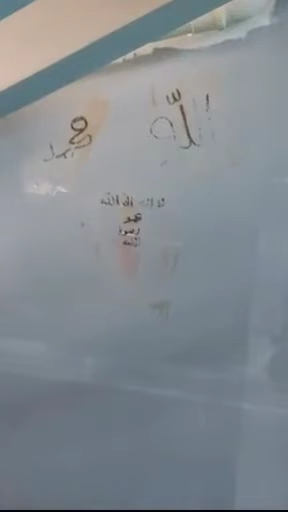 الله محمد
لا اله الا الله
محمد
رسول
الله